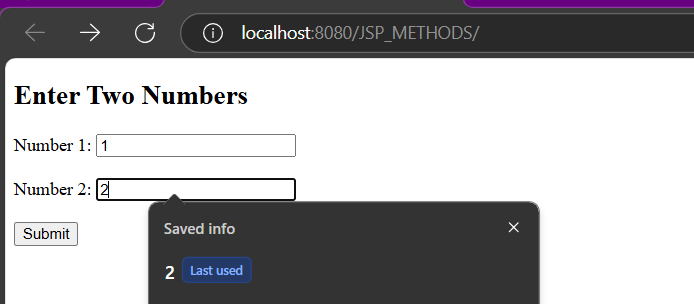 localhost:8080/JSP_METHODS/
Enter Two Numbers
Number 1: 1
Number 2: 2
Submit
Saved info
2 Last used